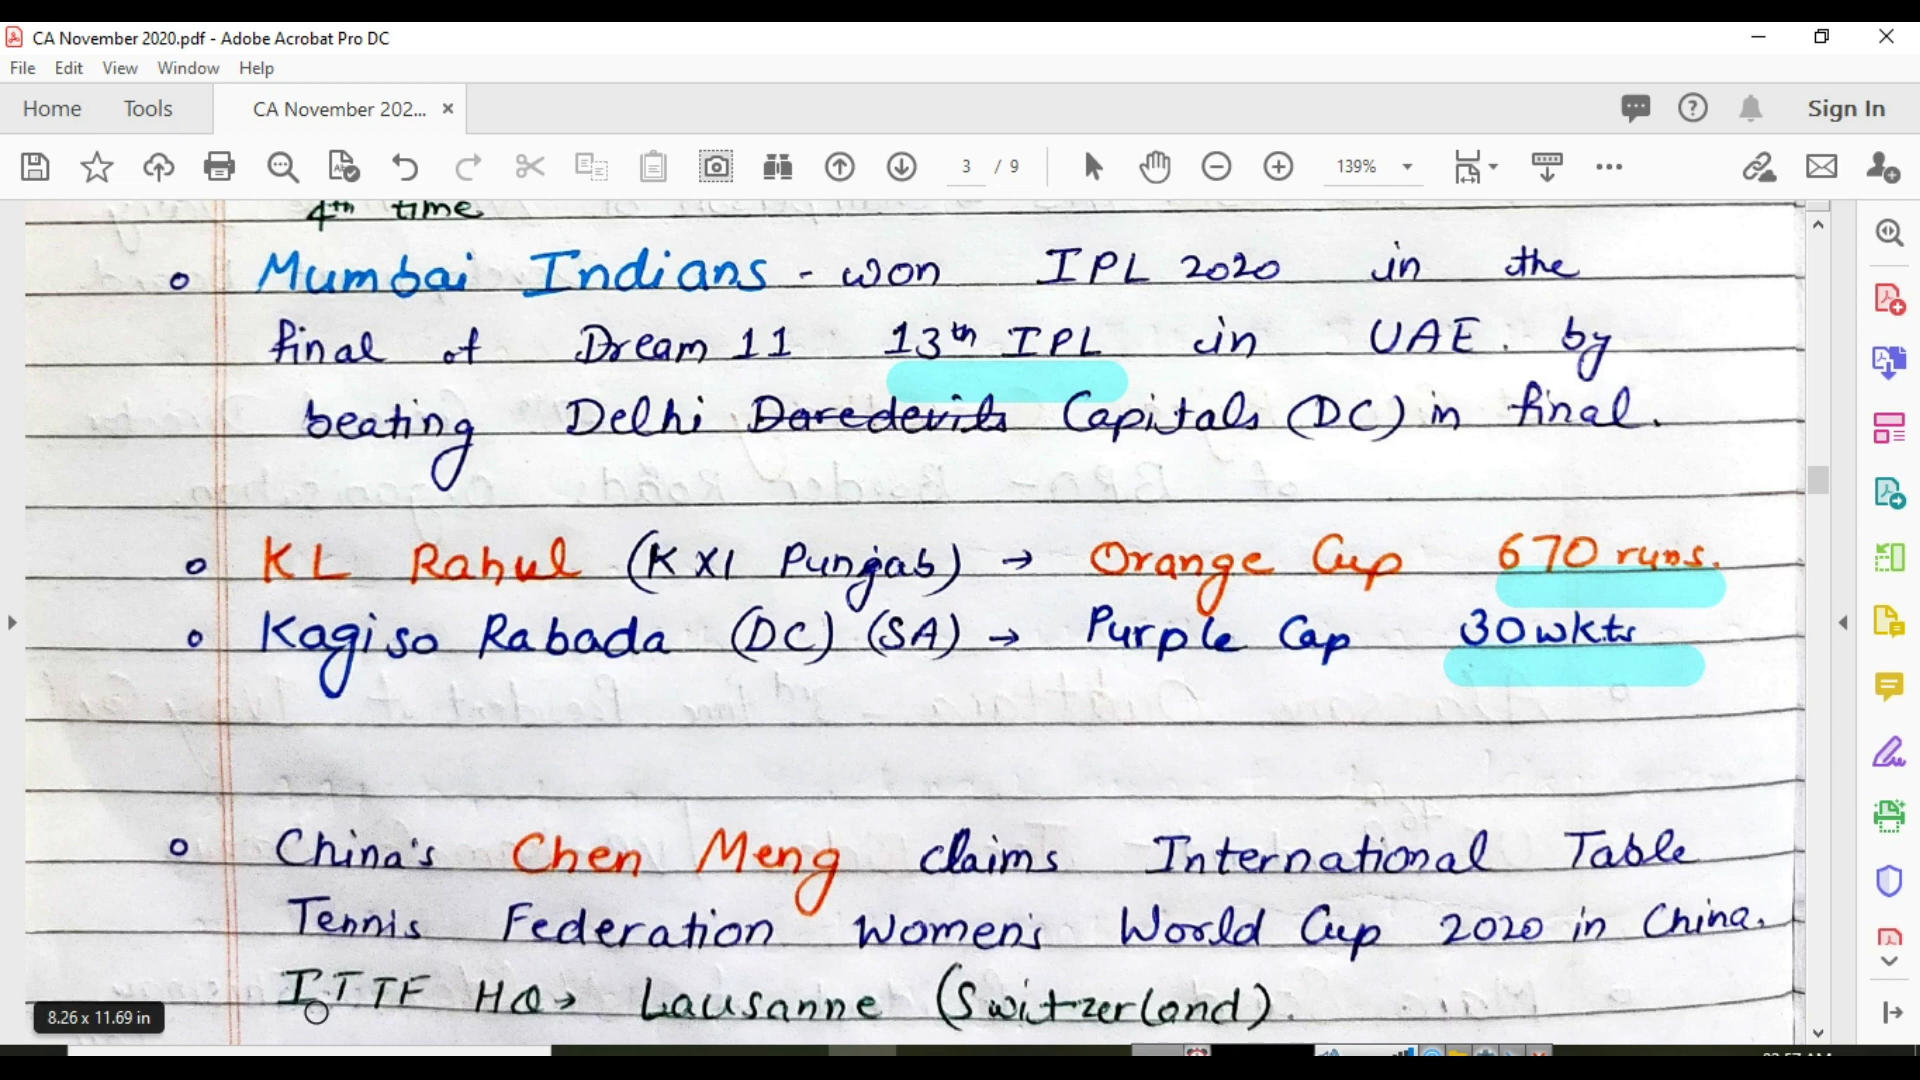 CA November 2020.pdf - Adobe Acrobat Pro DC
File Edit View Window Help
Home Tools CA November 202... × Sign In
3 / 9 139%
4th time
Mumbai Indians - won IPL 2020 in the
final of Dream 11 13th IPL in UAE. by
beating Delhi Daredevils Capitals (DC) in final.
KL Rahul (K XI Punjab) → Orange Cup 670 runs.
Kagiso Rabada (DC) (SA) → Purple Cap 30 wkts
China's Chen Meng claims International Table
Tennis Federation Women's World Cup 2020 in China.
ITTF HQ → Lausanne (Switzerland).
8.26 x 11.69 in